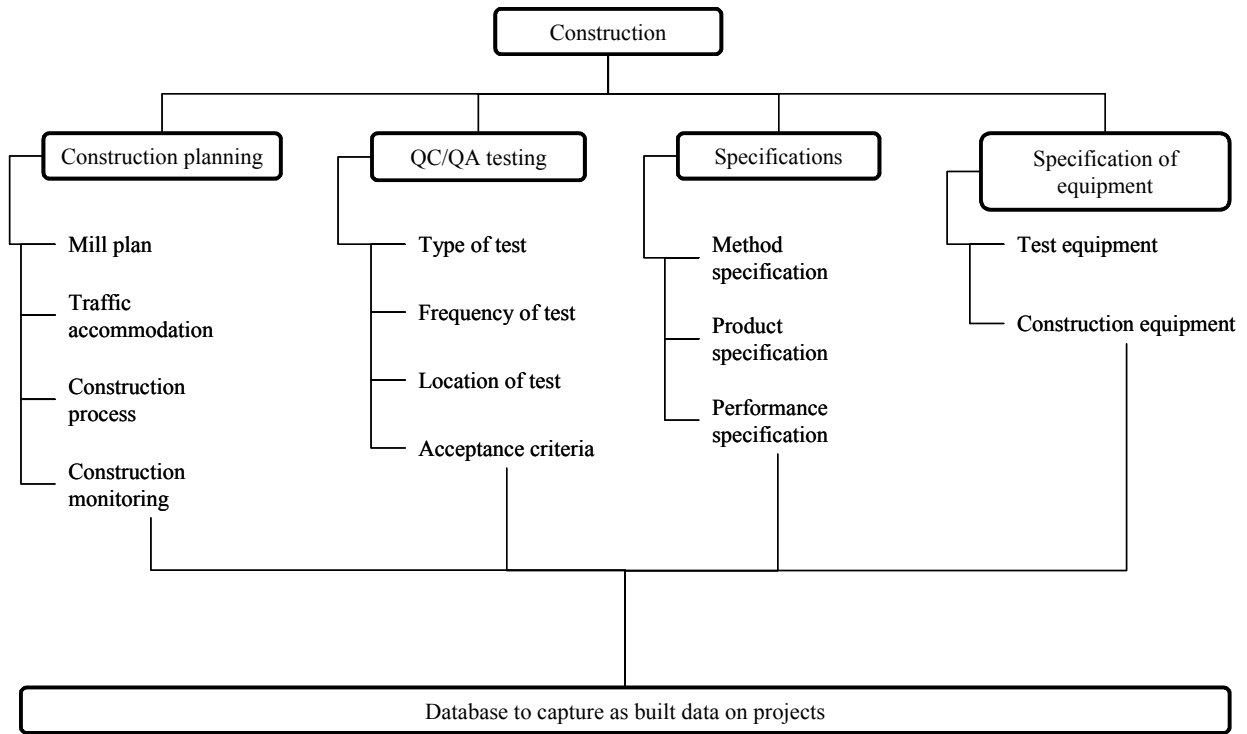 Construction
Construction planning
QC/QA testing
Specifications
Specification of
equipment
Mill plan
Traffic
accommodation
Construction
process
Construction
monitoring
Type of test
Frequency of test
Location of test
Acceptance criteria
Method
specification
Product
specification
Performance
specification
Test equipment
Construction equipment
Database to capture as built data on projects